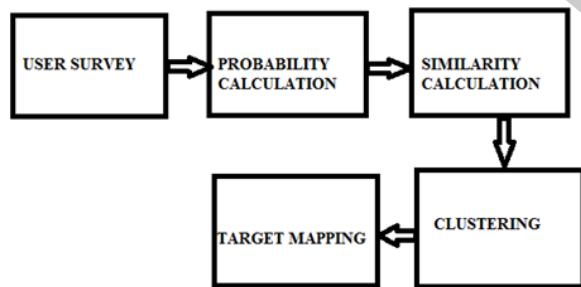 USER SURVEY
PROBABILITY
CALCULATION
SIMILARITY
CALCULATION
CLUSTERING
TARGET MAPPING